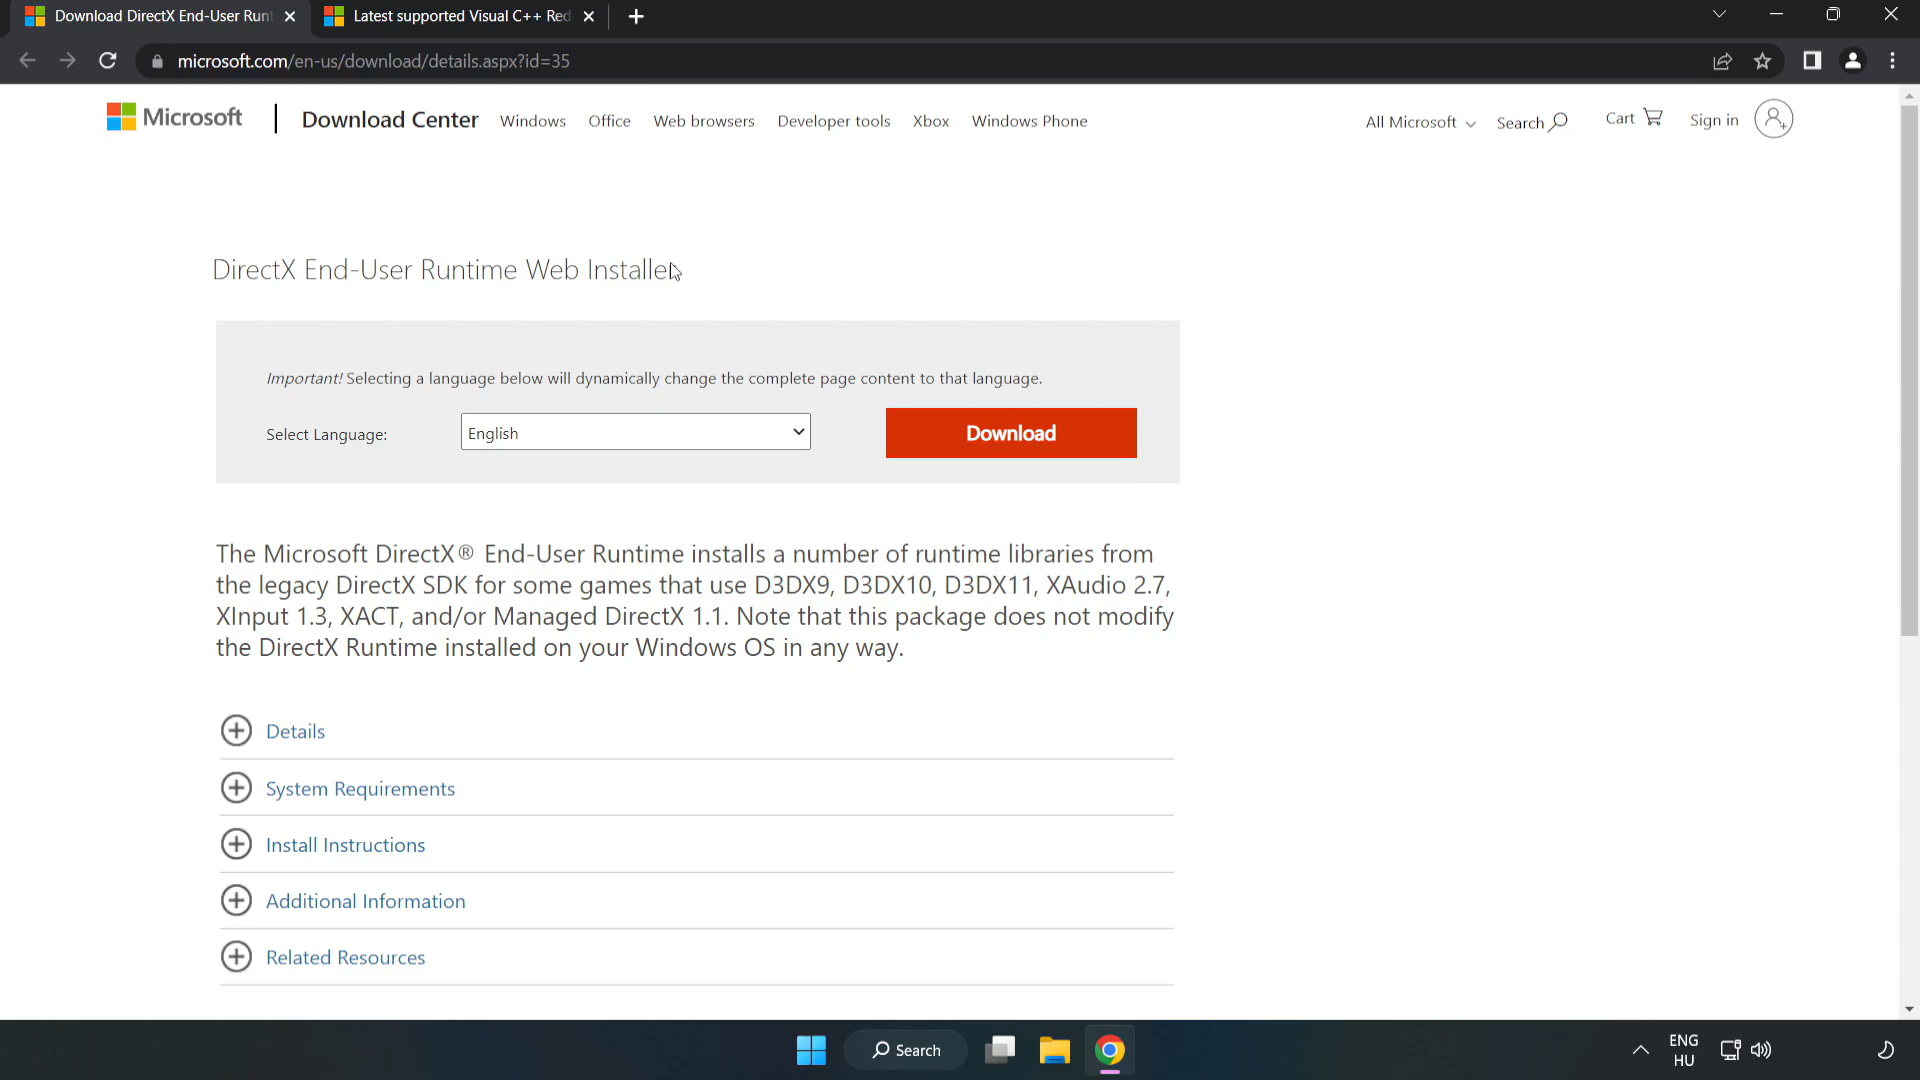 Download DirectX End-User Runt
Latest supported Visual C++ Red
microsoft.com/en-us/download/details.aspx?id=35
Microsoft
Download Center
Windows
Office
Web browsers
Developer tools
Xbox
Windows Phone
All Microsoft
Search
Cart
Sign in
DirectX End-User Runtime Web Installer
Important! Selecting a language below will dynamically change the complete page content to that language.
Select Language:
English
Download
The Microsoft DirectX® End-User Runtime installs a number of runtime libraries from
the legacy DirectX SDK for some games that use D3DX9, D3DX10, D3DX11, XAudio 2.7,
XInput 1.3, XACT, and/or Managed DirectX 1.1. Note that this package does not modify
the DirectX Runtime installed on your Windows OS in any way.
Details
System Requirements
Install Instructions
Additional Information
Related Resources
Search
ENG
HU